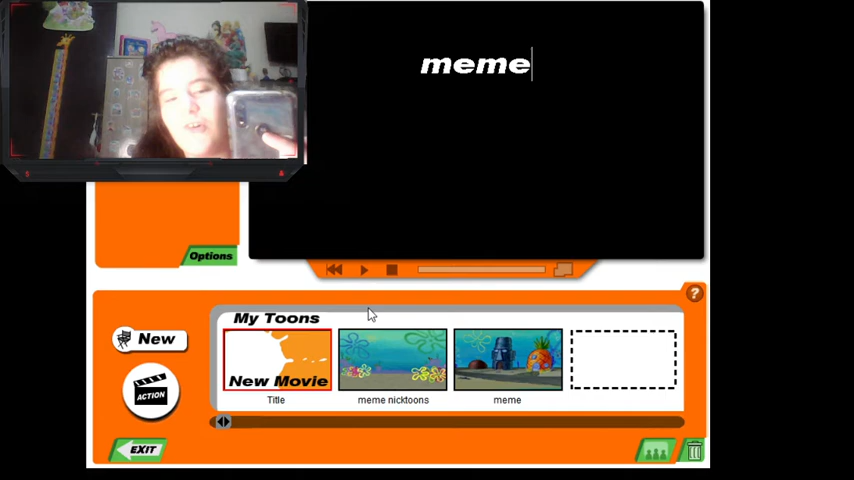 meme
Options
?
My Toons
New
New Movie
ACTION
Title
meme nicktoons
meme
EXIT